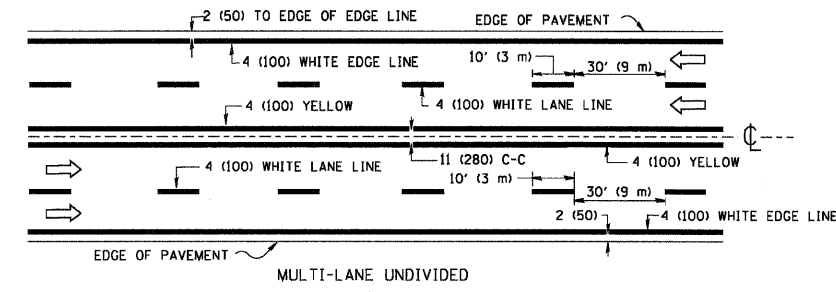 2 (50) TO EDGE OF EDGE LINE
EDGE OF PAVEMENT
4 (100) WHITE EDGE LINE
10' (3 m)
30' (9 m)
4 (100) YELLOW
4 (100) WHITE LANE LINE
℄
4 (100) WHITE LANE LINE
11 (280) C-C
4 (100) YELLOW
10' (3 m)
30' (9 m)
2 (50)
4 (100) WHITE EDGE LINE
EDGE OF PAVEMENT
MULTI-LANE UNDIVIDED